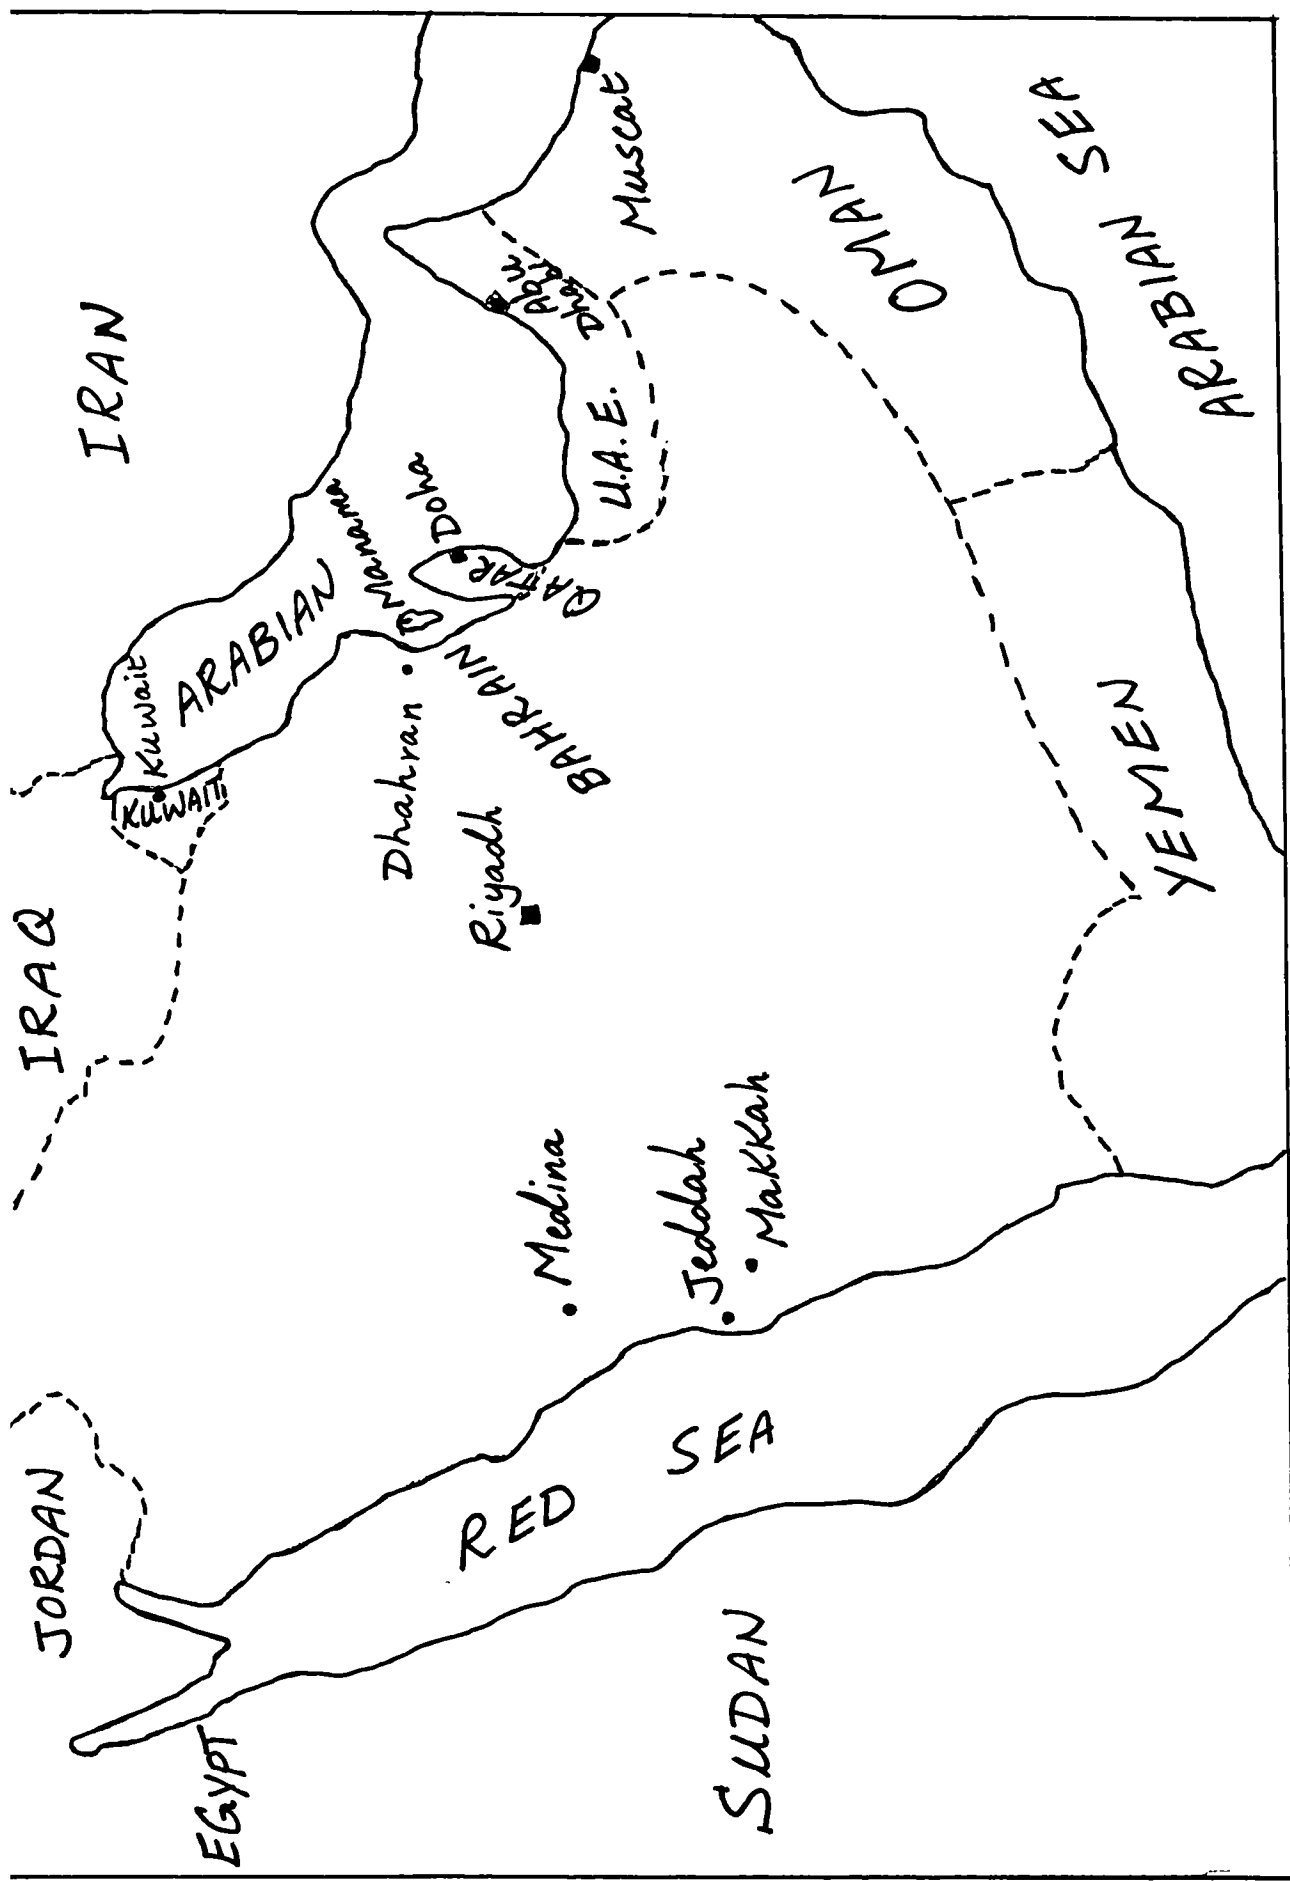 JORDAN
IRAQ
IRAN
EGYPT
KUWAIT
Kuwait
ARABIAN
Manama
Doha
QATAR
BAHRAIN
Dhahran
Riyadh
Abu
Dhabi
U.A.E.
Muscat
OMAN
Medina
Jeddah
Makkah
RED SEA
SUDAN
YEMEN
ARABIAN SEA